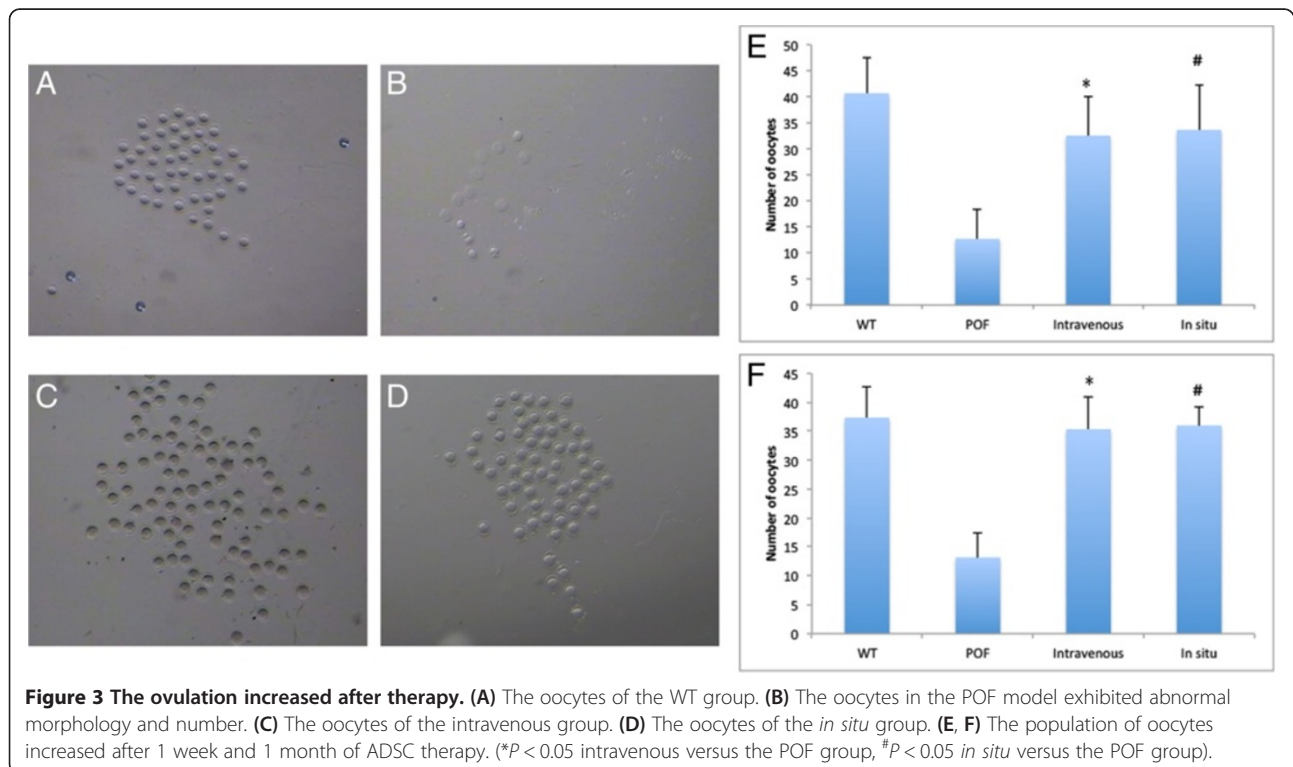 A
B
C
D
E
50
45
40
35
30
25
20
15
10
5
0
Number of oocytes
*
#
WT POF Intravenous In situ
F
45
40
35
30
25
20
15
10
5
0
Number of oocytes
*
#
WT POF Intravenous In situ
Figure 3 The ovulation increased after therapy. (A) The oocytes of the WT group. (B) The oocytes in the POF model exhibited abnormal
morphology and number. (C) The oocytes of the intravenous group. (D) The oocytes of the in situ group. (E, F) The population of oocytes
increased after 1 week and 1 month of ADSC therapy. (*P < 0.05 intravenous versus the POF group, #P < 0.05 in situ versus the POF group).